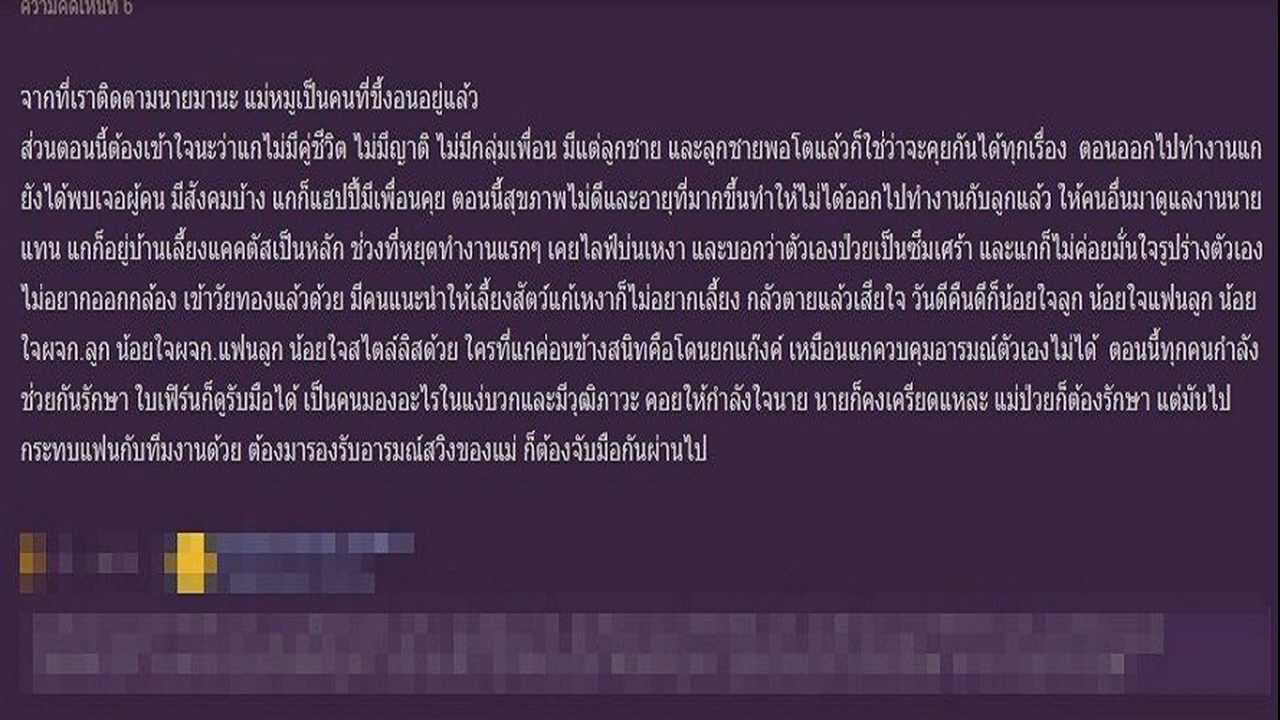 ความคิดเห็นที่ 6
จากที่เราติดตามนายมานะ แม่หมูเป็นคนที่ขี้งอนอยู่แล้ว
ส่วนตอนนี้ต้องเข้าใจนะว่าแกไม่มีคู่ชีวิต ไม่มีญาติ ไม่มีกลุ่มเพื่อน มีแต่ลูกชาย และลูกชายพอโตแล้วก็ใช่ว่าจะคุยกันได้ทุกเรื่อง ตอนออกไปทำงานแก
ยังได้พบเจอผู้คน มีสังคมบ้าง แกก็แฮปปี้มีเพื่อนคุย ตอนนี้สุขภาพไม่ดีและอายุที่มากขึ้นทำให้ไม่ได้ออกไปทำงานกับลูกแล้ว ให้คนอื่นมาดูแลงานนาย
แทน แกก็อยู่บ้านเลี้ยงแคคตัสเป็นหลัก ช่วงที่หยุดทำงานแรกๆ เคยไลฟ์บ่นเหงา และบอกว่าตัวเองป่วยเป็นซึมเศร้า และแกก็ไม่ค่อยมั่นใจรูปร่างตัวเอง
ไม่อยากออกกล้อง เข้าวัยทองแล้วด้วย มีคนแนะนำให้เลี้ยงสัตว์แก้เหงาก็ไม่อยากเลี้ยง กลัวตายแล้วเสียใจ วันดีคืนดีก็น้อยใจลูก น้อยใจแฟนลูก น้อย
ใจผจก.ลูก น้อยใจผจก.แฟนลูก น้อยใจสไตล์ลิสด้วย ใครที่แกค่อนข้างสนิทคือโดนยกแก๊งค์ เหมือนแกควบคุมอารมณ์ตัวเองไม่ได้ ตอนนี้ทุกคนกำลัง
ช่วยกันรักษา ใบเฟิร์นก็ดูรับมือได้ เป็นคนมองอะไรในแง่บวกและมีวุฒิภาวะ คอยให้กำลังใจนาย นายก็คงเครียดแหละ แม่ป่วยก็ต้องรักษา แต่มันไป
กระทบแฟนกับทีมงานด้วย ต้องมารองรับอารมณ์สวิงของแม่ ก็ต้องจับมือกันผ่านไป